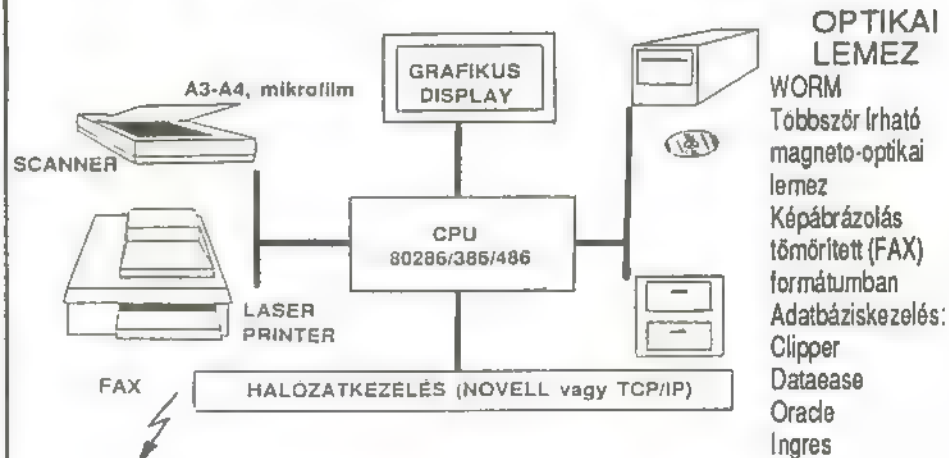 OPTIKAI
LEMEZ
WORM
Többször írható
magneto-optikai
lemez
Képábrázolás
tömörített (FAX)
formátumban
Adatbáziskezelés:
Clipper
Dataease
Oracle
Ingres
GRAFIKUS
DISPLAY
A3-A4, mikrofilm
SCANNER
CPU
80286/386/486
LASER
PRINTER
FAX
HALÓZATKEZELÉS (NOVELL vagy TCP/IP)